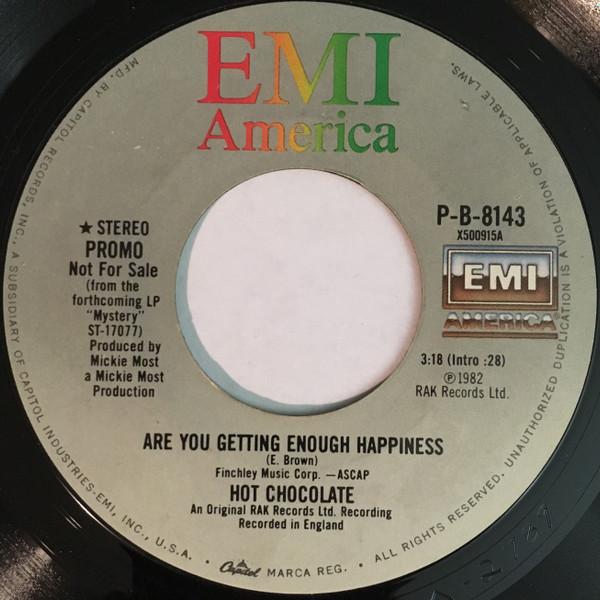 EMI
America
★ STEREO
PROMO
Not For Sale
(from the
forthcoming LP
"Mystery"
ST-17077)
Produced by
Mickie Most
a Mickie Most
Production
P-B-8143
X500915A
EMI
AMERICA®
3:18 (Intro :28)
Ⓟ1982
RAK Records Ltd.
ARE YOU GETTING ENOUGH HAPPINESS
(E. Brown)
Finchley Music Corp. —ASCAP
HOT CHOCOLATE
An Original RAK Records Ltd. Recording
Recorded in England
MFD. BY CAPITOL RECORDS, INC., A SUBSIDIARY OF CAPITOL INDUSTRIES-EMI, INC., U.S.A. • Capitol MARCA REG. • ALL RIGHTS RESERVED. UNAUTHORIZED DUPLICATION IS A VIOLATION OF APPLICABLE LAWS.